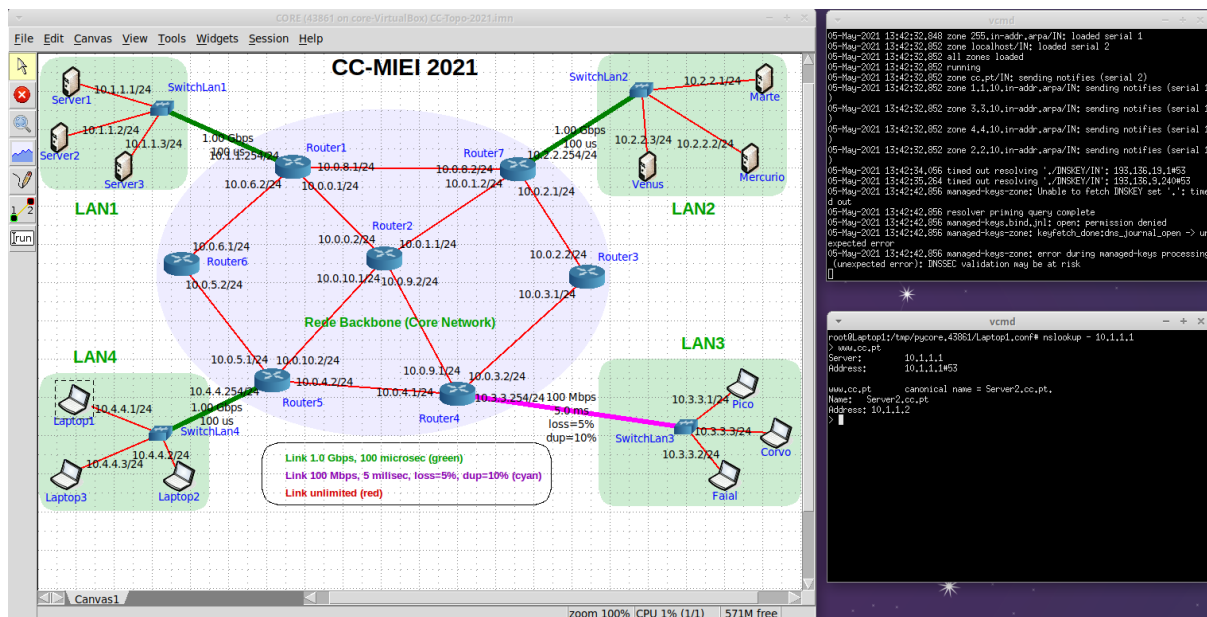 CORE (43861 on core-VirtualBox) CC-Topo-2021.imn
File Edit Canvas View Tools Widgets Session Help
CC-MIEI 2021
Server1
10.1.1.1/24
SwitchLan1
10.1.1.2/24
Server2
10.1.1.3/24
Server3
LAN1
1.00 Gbps
100 us
10.1.1.254/24
Router1
10.0.8.1/24
10.0.6.2/24
10.0.0.1/24
SwitchLan2
10.2.2.1/24
Marte
1.00 Gbps
100 us
10.2.2.254/24
10.2.2.3/24
10.2.2.2/24
Venus
Mercurio
LAN2
Router7
10.0.8.2/24
10.0.1.2/24
10.0.2.1/24
Router2
10.0.0.2/24
10.0.1.1/24
10.0.10.1/24
10.0.9.2/24
10.0.6.1/24
Router6
10.0.5.2/24
10.0.2.2/24
Router3
10.0.3.1/24
Rede Backbone (Core Network)
LAN4
10.0.5.1/24
10.0.10.2/24
10.4.4.254/24
10.0.4.2/24
Router5
1.00 Gbps
100 us
Laptop1
10.4.4.1/24
SwitchLan4
10.4.4.2/24
10.4.4.3/24
Laptop3
Laptop2
10.0.9.1/24
10.0.3.2/24
10.0.4.1/24
10.3.3.254/24
Router4
100 Mbps
5.0 ms
loss=5%
dup=10%
LAN3
Pico
10.3.3.1/24
SwitchLan3
10.3.3.3/24
Corvo
10.3.3.2/24
Faial
Link 1.0 Gbps, 100 microsec (green)
Link 100 Mbps, 5 milisec, loss=5%, dup=10% (cyan)
Link unlimited (red)
1 2
run
Canvas1
zoom 100% CPU 1% (1/1) 571M free
vcmd
05-May-2021 13:42:32.848 zone 255.in-addr.arpa/IN: loaded serial 1
05-May-2021 13:42:32.852 zone localhost/IN: loaded serial 2
05-May-2021 13:42:32.852 all zones loaded
05-May-2021 13:42:32.852 running
05-May-2021 13:42:32.852 zone cc.pt/IN: sending notifies (serial 2)
05-May-2021 13:42:32.852 zone 1.1.10.in-addr.arpa/IN: sending notifies (serial 1
)
05-May-2021 13:42:32.852 zone 3.3.10.in-addr.arpa/IN: sending notifies (serial 1
)
05-May-2021 13:42:32.852 zone 4.4.10.in-addr.arpa/IN: sending notifies (serial 1
)
05-May-2021 13:42:32.852 zone 2.2.10.in-addr.arpa/IN: sending notifies (serial 1
)
05-May-2021 13:42:34.056 timed out resolving './DNSKEY/IN': 193.136.19.1#53
05-May-2021 13:42:35.264 timed out resolving './DNSKEY/IN': 193.136.9.240#53
05-May-2021 13:42:42.856 managed-keys-zone: Unable to fetch DNSKEY set '.': time
d out
05-May-2021 13:42:42.856 resolver priming query complete
05-May-2021 13:42:42.856 managed-keys.bind.jnl: open: permission denied
05-May-2021 13:42:42.856 managed-keys-zone: keyfetch_done:dns_journal_open -> un
expected error
05-May-2021 13:42:42.856 managed-keys-zone: error during managed-keys processing
(unexpected error): DNSSEC validation may be at risk
vcmd
root@Laptop1:/tmp/pycore.43861/Laptop1.conf# nslookup - 10.1.1.1
> www.cc.pt
Server: 10.1.1.1
Address: 10.1.1.1#53
www.cc.pt canonical name = Server2.cc.pt.
Name: Server2.cc.pt
Address: 10.1.1.2
>